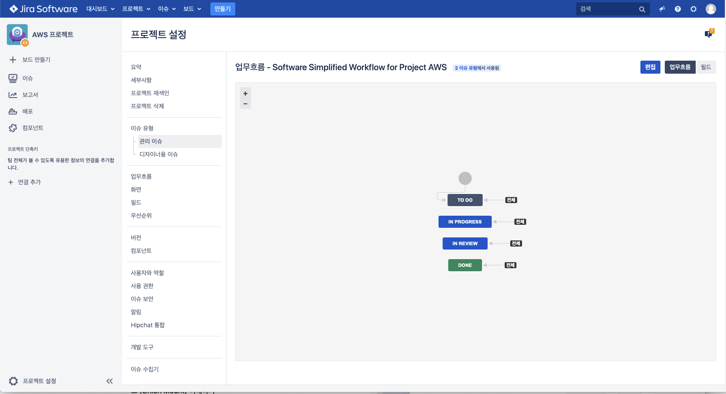 Jira Software
대시보드 프로젝트 이슈 보드 만들기 검색
AWS 프로젝트
보드 만들기
이슈
보고서
배포
컴포넌트
프로젝트 단축키
팀 전체가 볼 수 있도록 유용한 정보의 연결을 추가합
니다.
연결 추가
프로젝트 설정
프로젝트 설정
요약
세부사항
프로젝트 재색인
프로젝트 삭제
이슈 유형
관리 이슈
디자이너용 이슈
업무흐름
화면
필드
우선순위
버전
컴포넌트
사용자와 역할
사용 권한
이슈 보안
알림
Hipchat 통합
개발 도구
이슈 수집기
업무흐름 - Software Simplified Workflow for Project AWS
2 이슈 유형에서 사용됨
편집 업무흐름 필드
+
−
TO DO 전체
IN PROGRESS 전체
IN REVIEW 전체
DONE 전체